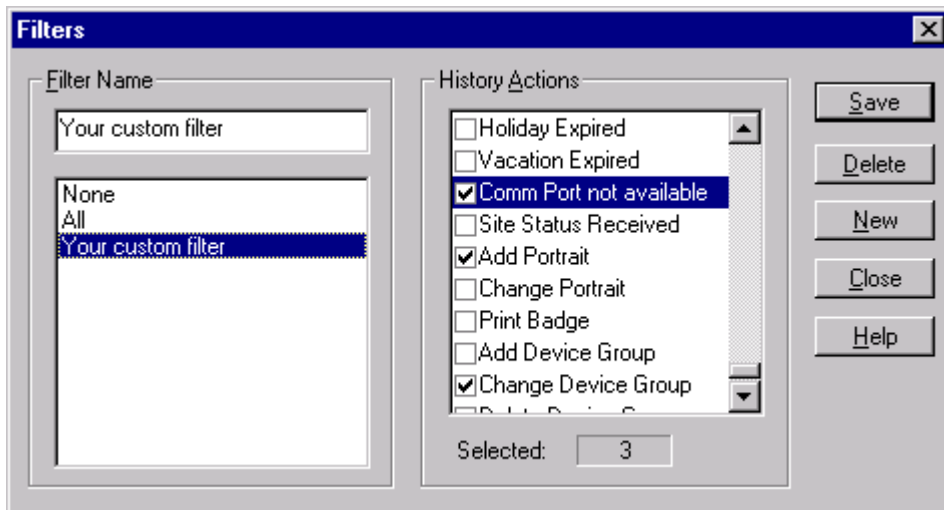 Filters
Filter Name
Your custom filter
None
All
Your custom filter
History Actions
Holiday Expired
Vacation Expired
Comm Port not available
Site Status Received
Add Portrait
Change Portrait
Print Badge
Add Device Group
Change Device Group
Selected: 3
Save
Delete
New
Close
Help